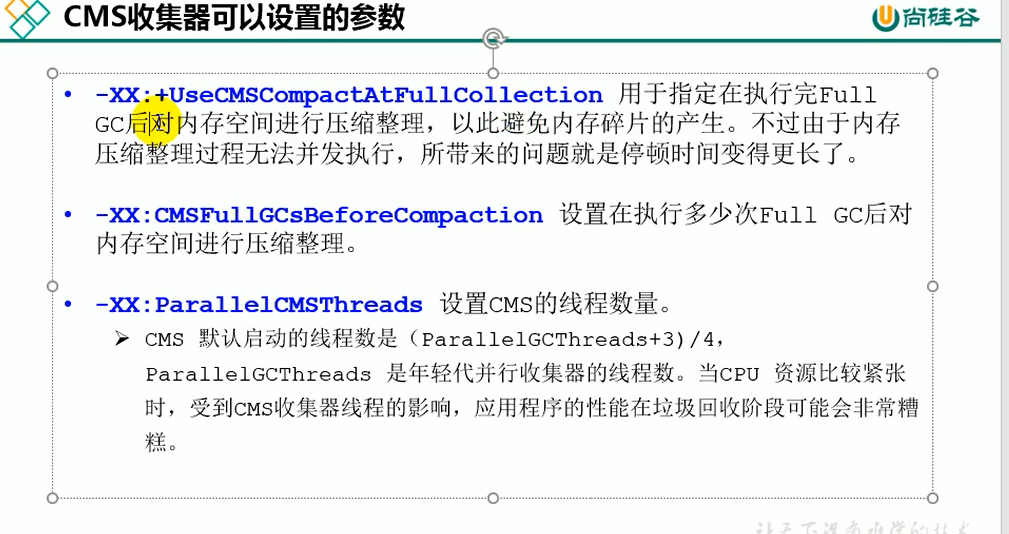 CMS收集器可以设置的参数
尚硅谷
• -XX:+UseCMSCompactAtFullCollection 用于指定在执行完Full
GC后对内存空间进行压缩整理，以此避免内存碎片的产生。不过由于内存
压缩整理过程无法并发执行，所带来的问题就是停顿时间变得更长了。
• -XX:CMSFullGCsBeforeCompaction 设置在执行多少次Full GC后对
内存空间进行压缩整理。
• -XX:ParallelCMSThreads 设置CMS的线程数量。
➢ CMS 默认启动的线程数是（ParallelGCThreads+3)/4，
ParallelGCThreads 是年轻代并行收集器的线程数。当CPU 资源比较紧张
时，受到CMS收集器线程的影响，应用程序的性能在垃圾回收阶段可能会非常糟
糕。